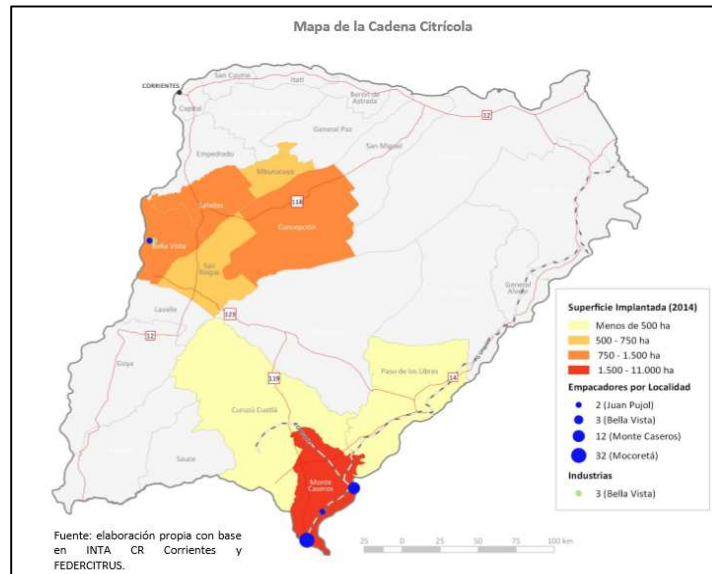 Mapa de la Cadena Citrícola
CORRIENTES
San Cosme
Itatí
Capital
Berón de
Astrada
12
General Paz
San Miguel
Empedrado
Mburucuya
Saladas
118
Concepción
Bella Vista
San
Roque
Lavalle
123
12
Goya
General
Alvear
Paso de los Libres
14
119
Curuzú Cuatiá
Sauce
Monte
Caseros
Superficie Implantada (2014)
Menos de 500 ha
500 - 750 ha
750 - 1.500 ha
1.500 - 11.000 ha
Empacadores por Localidad
2 (Juan Pujol)
3 (Bella Vista)
12 (Monte Caseros)
32 (Mocoretá)
Industrias
3 (Bella Vista)
Fuente: elaboración propia con base
en INTA CR Corrientes y
FEDERCITRUS.
25 0 25 50 75 100 km